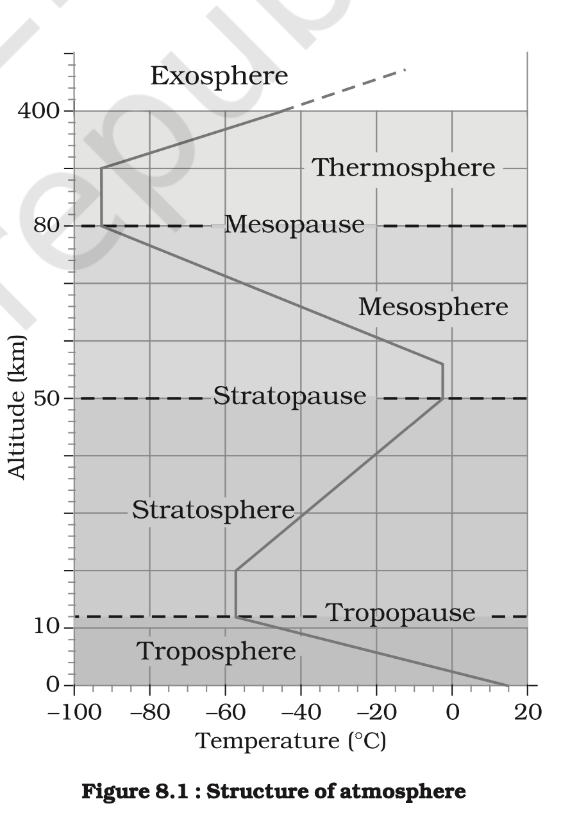 Exosphere
400
Thermosphere
80
Mesopause
Mesosphere
Altitude (km)
50
Stratopause
Stratosphere
Tropopause
10
Troposphere
0
–100 –80 –60 –40 –20 0 20
Temperature (°C)
Figure 8.1 : Structure of atmosphere